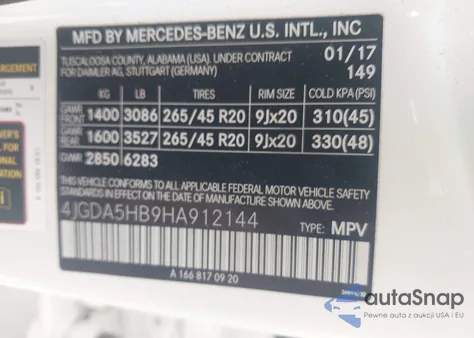 MFD BY MERCEDES-BENZ U.S. INTL., INC
TUSCALOOSA COUNTY, ALABAMA (USA), UNDER CONTRACT 01/17
FOR DAIMLER AG, STUTTGART (GERMANY) 149
KG LB TIRES RIM SIZE COLD KPA(PSI)
GAWR FRONT 1400 3086 265/45 R20 9Jx20 310(45)
GAWR REAR 1600 3527 265/45 R20 9Jx20 330(48)
GVWR 2850 6283
THIS VEHICLE CONFORMS TO ALL APPLICABLE FEDERAL MOTOR VEHICLE SAFETY
STANDARDS IN EFFECT ON THE DATE OF MANUFACTURE SHOWN ABOVE.
4JGDA5HB9HA912144 TYPE: MPV
A 166 817 09 20
autaSnap
Pewne auta z aukcji USA i EU